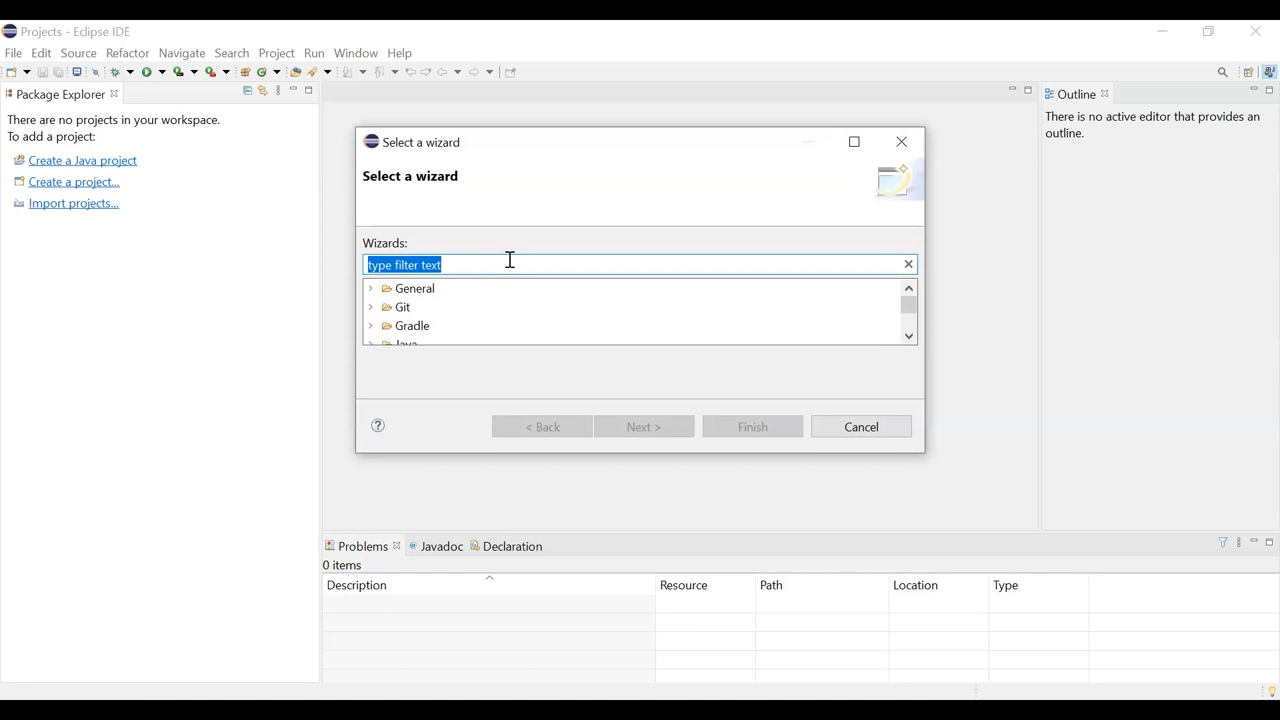 Projects - Eclipse IDE
File Edit Source Refactor Navigate Search Project Run Window Help
Package Explorer
There are no projects in your workspace.
To add a project:
Create a Java project
Create a project...
Import projects...
Select a wizard
Select a wizard
Wizards:
type filter text
General
Git
Gradle
Java
< Back Next > Finish Cancel
Outline
There is no active editor that provides an
outline.
Problems Javadoc Declaration
0 items
Description Resource Path Location Type